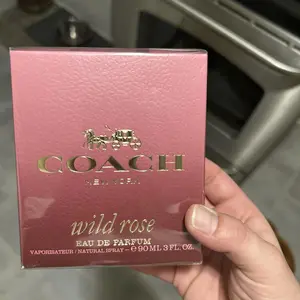 COACH
NEW YORK
wild rose
EAU DE PARFUM
VAPORISATEUR / NATURAL SPRAY - ℮ 90 ML 3 FL. OZ.